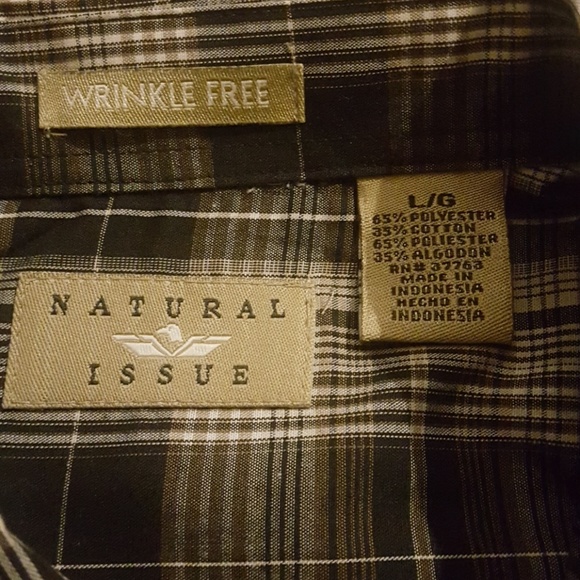 WRINKLE FREE
L/G
65% POLYESTER
35% COTTON
65% POLIESTER
35% ALGODON
RN# 37763
MADE IN
INDONESIA
HECHO EN
INDONESIA
NATURAL
ISSUE